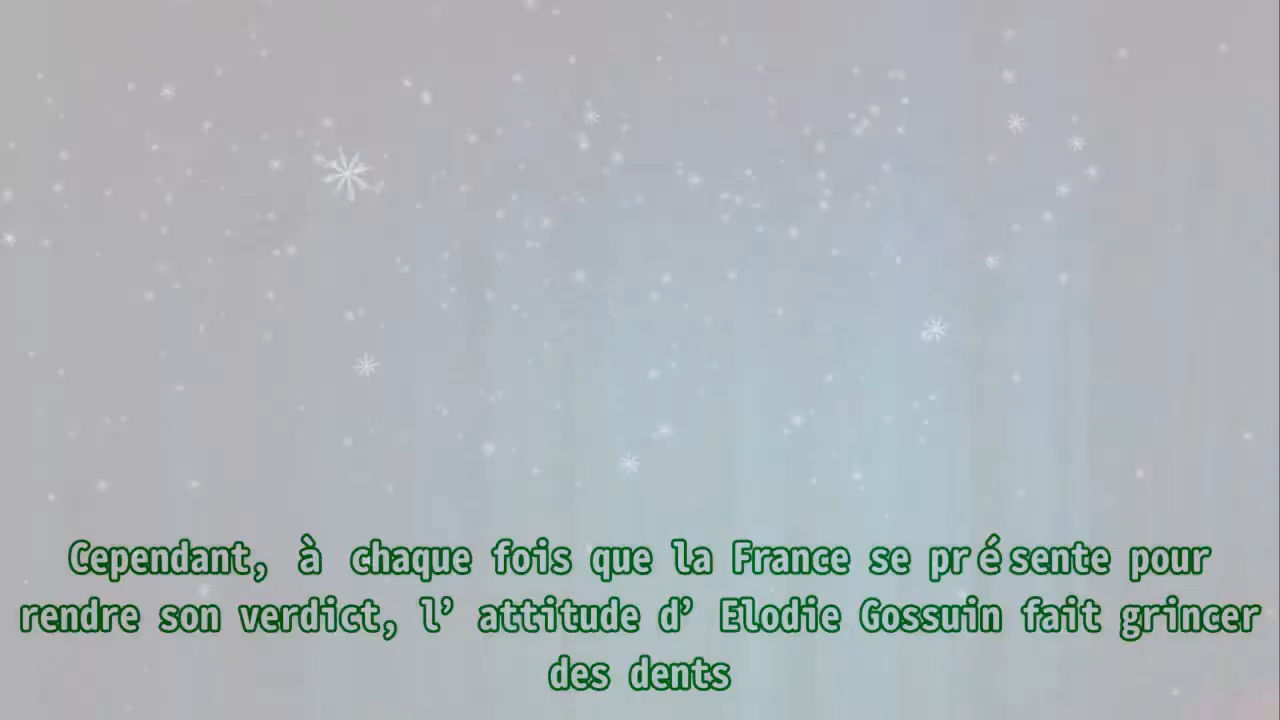 Cependant, à chaque fois que la France se présente pour
rendre son verdict, l’ attitude d’ Elodie Gossuin fait grincer
des dents